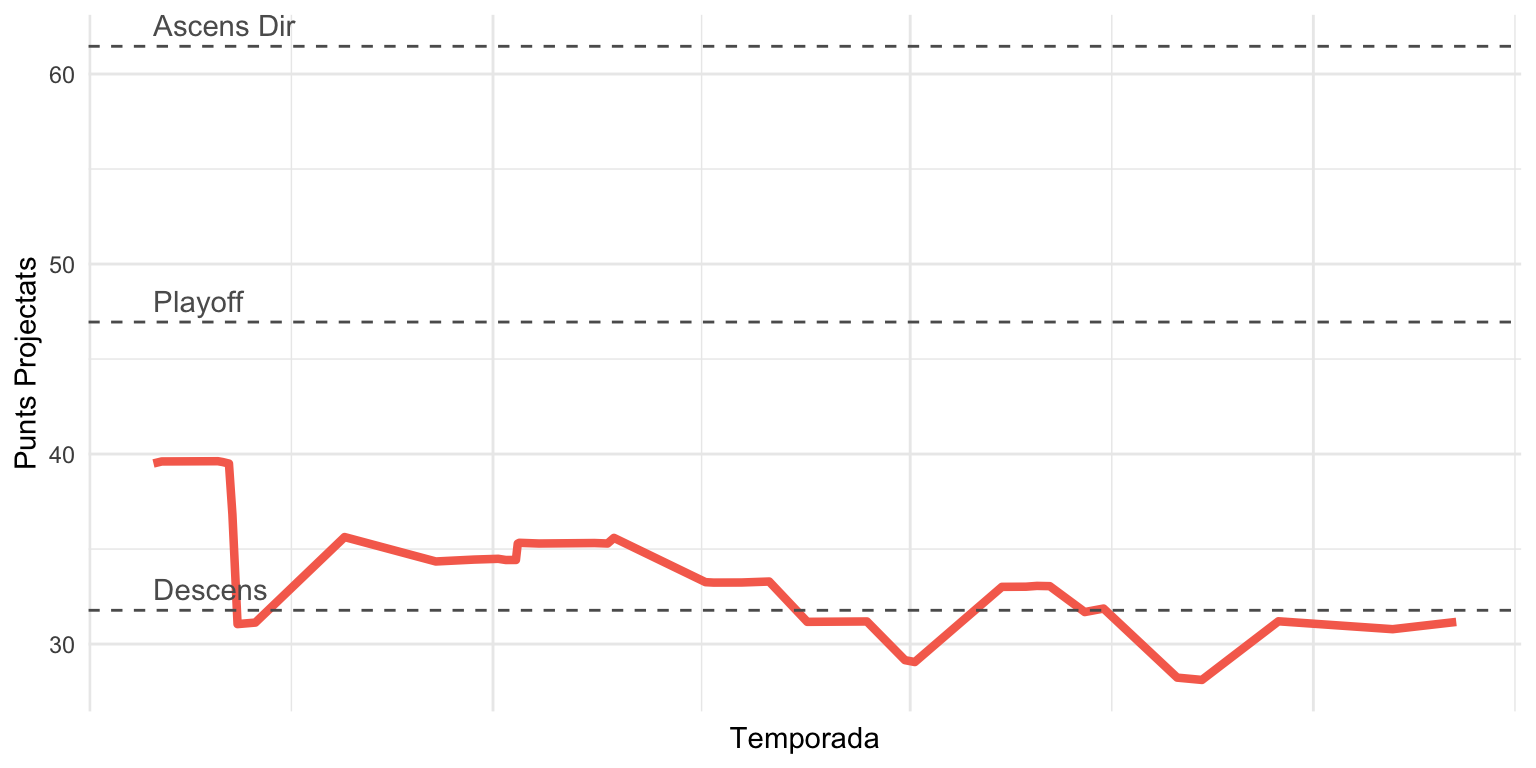 Ascens Dir
60
50
Playoff
Punts Projectats
40
Descens
30
Temporada